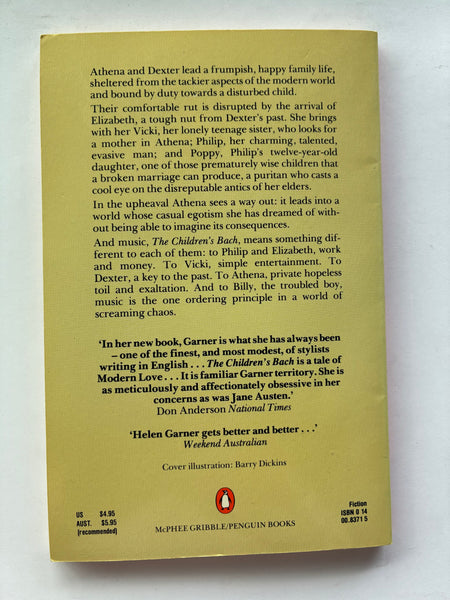 Athena and Dexter lead a frumpish, happy family life,
sheltered from the tackier aspects of the modern world
and bound by duty towards a disturbed child.
Their comfortable rut is disrupted by the arrival of
Elizabeth, a tough nut from Dexter's past. She brings
with her Vicki, her lonely teenage sister, who looks for
a mother in Athena; Philip, her charming, talented,
evasive man; and Poppy, Philip's twelve-year-old
daughter, one of those prematurely wise children that
a broken marriage can produce, a puritan who casts a
cool eye on the disreputable antics of her elders.
In the upheaval Athena sees a way out: it leads into a
world whose casual egotism she has dreamed of with-
out being able to imagine its consequences.
And music, The Children's Bach, means something dif-
ferent to each of them: to Philip and Elizabeth, work
and money. To Vicki, simple entertainment. To
Dexter, a key to the past. To Athena, private hopeless
toil and exaltation. And to Billy, the troubled boy,
music is the one ordering principle in a world of
screaming chaos.
'In her new book, Garner is what she has always been
– one of the finest, and most modest, of stylists
writing in English . . . The Children's Bach is a tale of
Modern Love . . . It is familiar Garner territory. She is
as meticulously and affectionately obsessive in her
concerns as was Jane Austen.'
Don Anderson National Times
'Helen Garner gets better and better . . .'
Weekend Australian
Cover illustration: Barry Dickins
US $4.95
AUST. $5.95
(recommended)
McPHEE GRIBBLE/PENGUIN BOOKS
Fiction
ISBN 0 14
00.8371 5